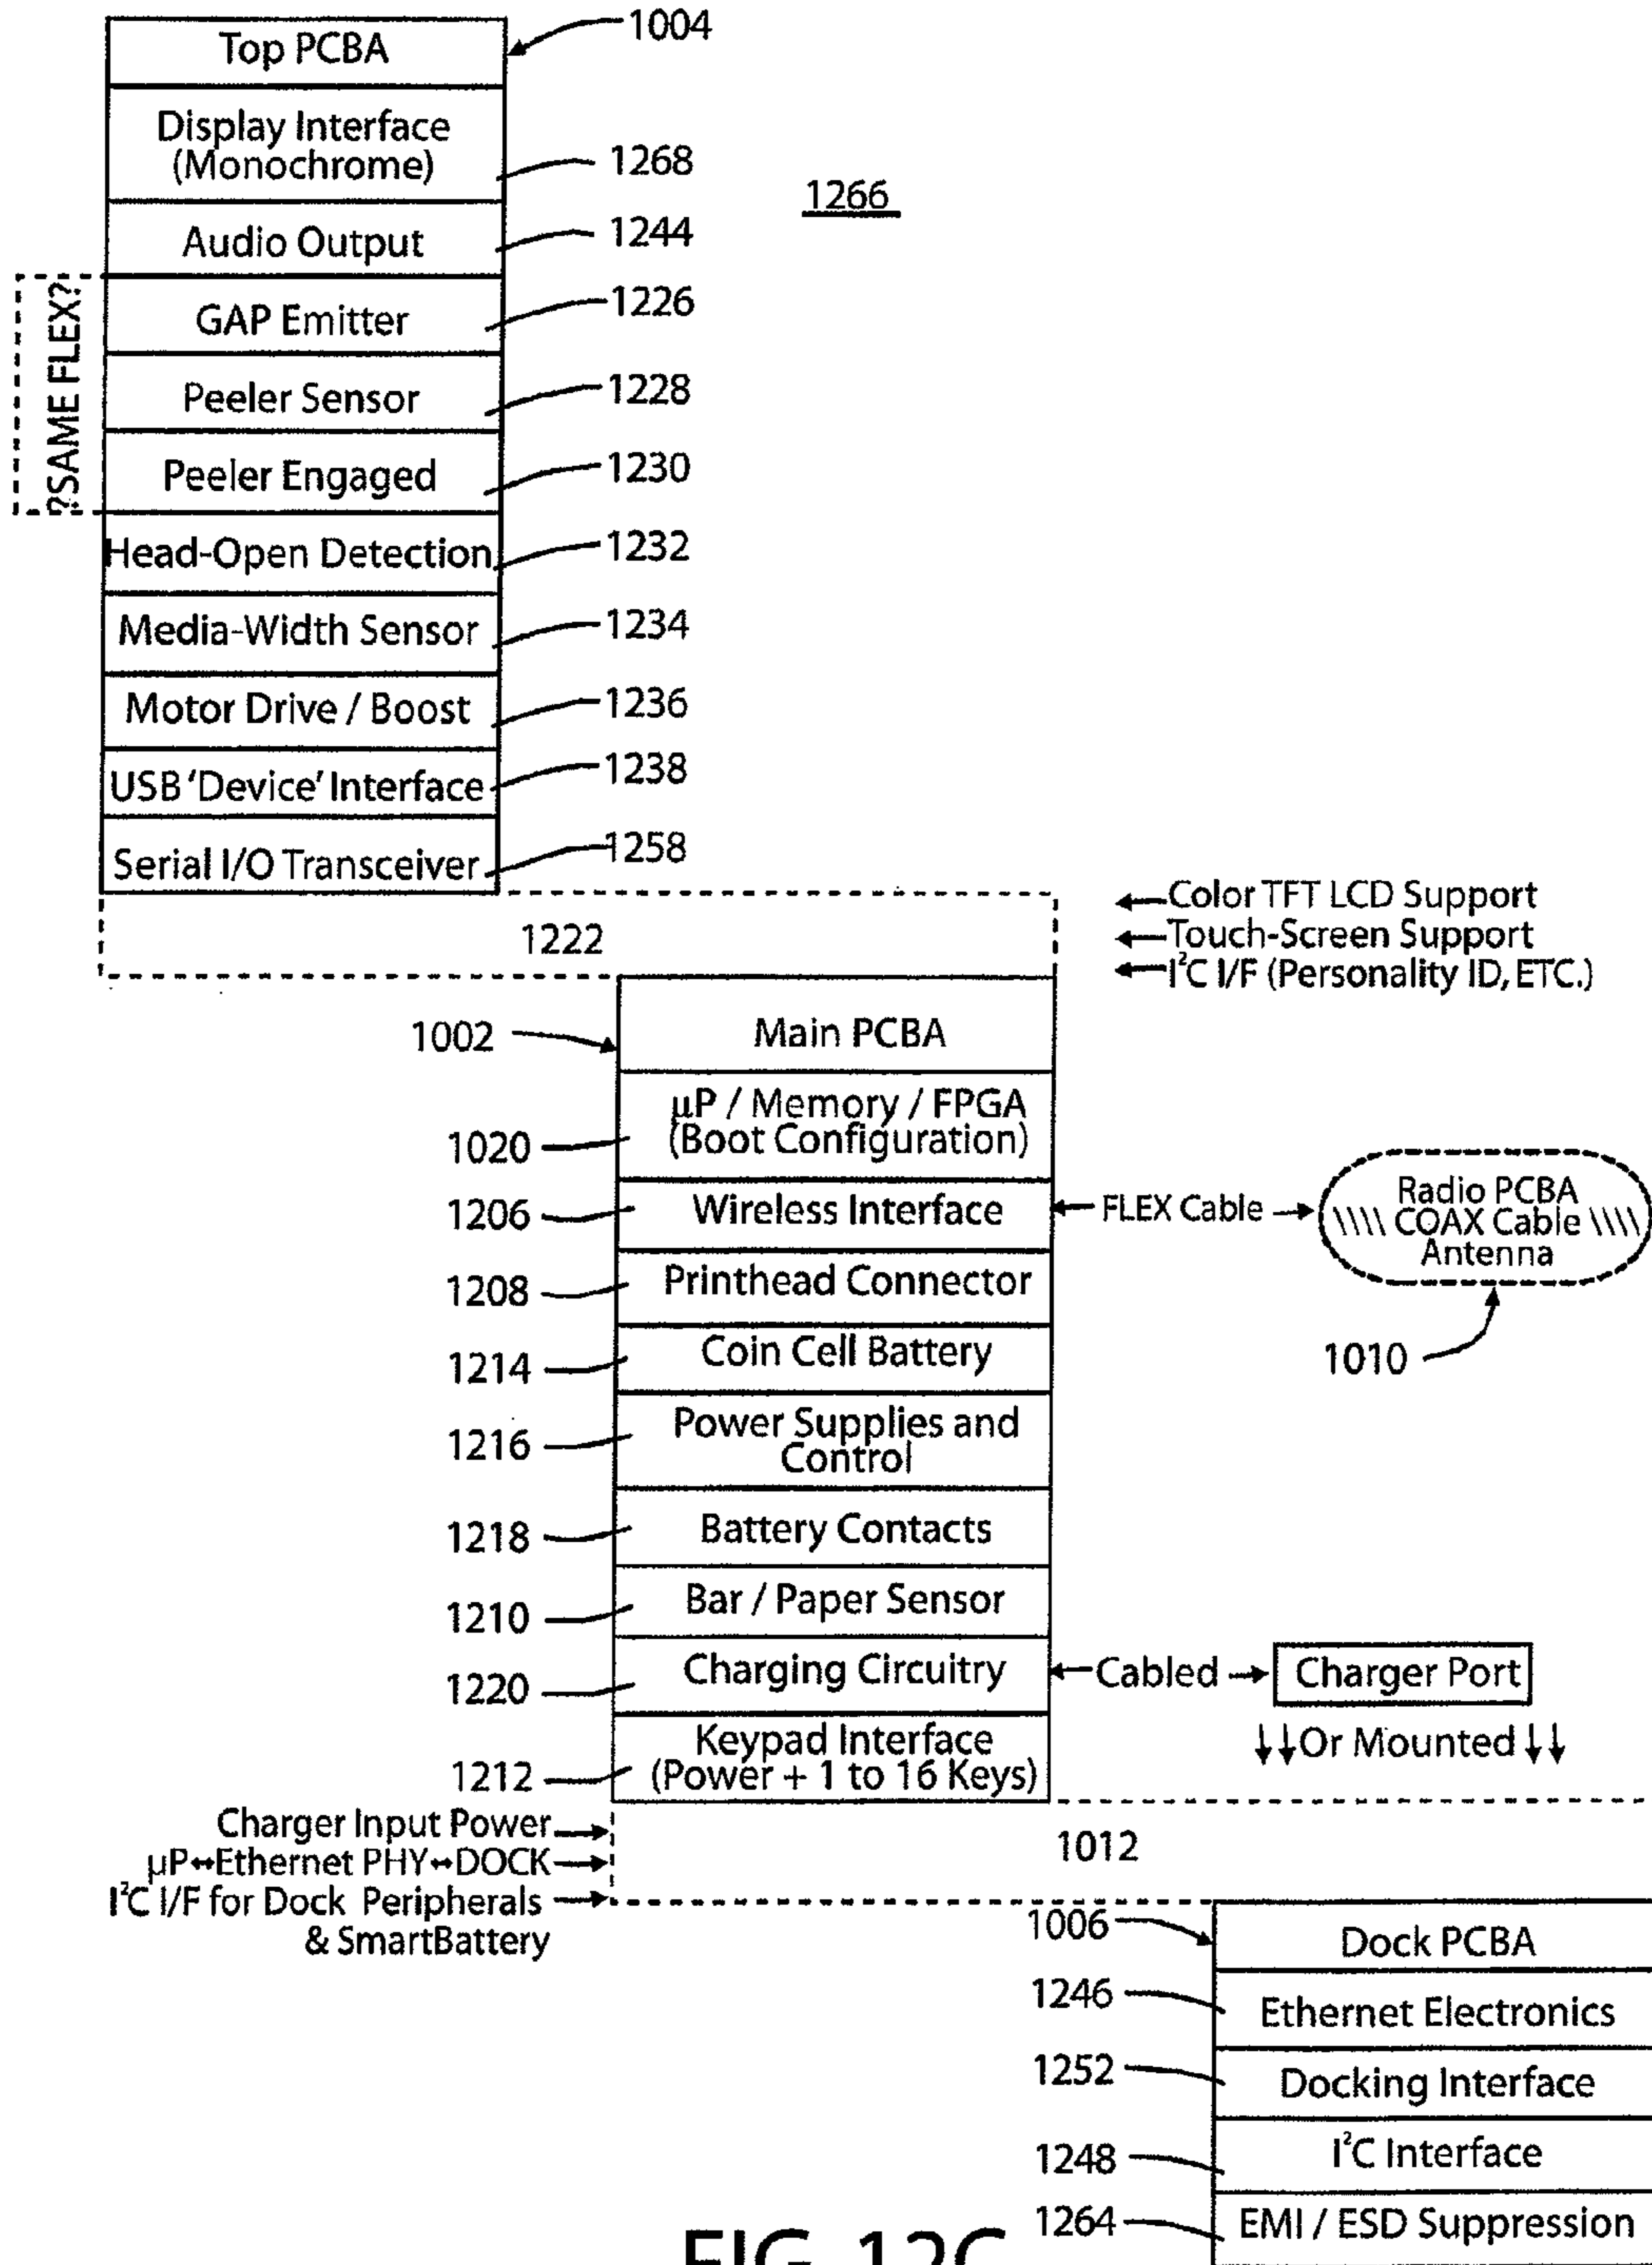 Top PCBA
1004
Display Interface
(Monochrome)
1268
1266
Audio Output
1244
?SAME FLEX?
GAP Emitter
1226
Peeler Sensor
1228
Peeler Engaged
1230
Head-Open Detection
1232
Media-Width Sensor
1234
Motor Drive / Boost
1236
USB 'Device' Interface
1238
Serial I/O Transceiver
1258
1222
Color TFT LCD Support
Touch-Screen Support
I²C I/F (Personality ID, ETC.)
1002
Main PCBA
µP / Memory / FPGA
(Boot Configuration)
1020
1206
Wireless Interface
FLEX Cable
Radio PCBA
\\\\ COAX Cable \\\\
Antenna
1010
1208
Printhead Connector
1214
Coin Cell Battery
1216
Power Supplies and
Control
1218
Battery Contacts
1210
Bar / Paper Sensor
1220
Charging Circuitry
Cabled
Charger Port
↓↓Or Mounted↓↓
1212
Keypad Interface
(Power + 1 to 16 Keys)
Charger Input Power
µP↔Ethernet PHY↔DOCK
I²C I/F for Dock Peripherals
& SmartBattery
1012
1006
Dock PCBA
1246
Ethernet Electronics
1252
Docking Interface
1248
I²C Interface
1264
EMI / ESD Suppression
FIG. 12C